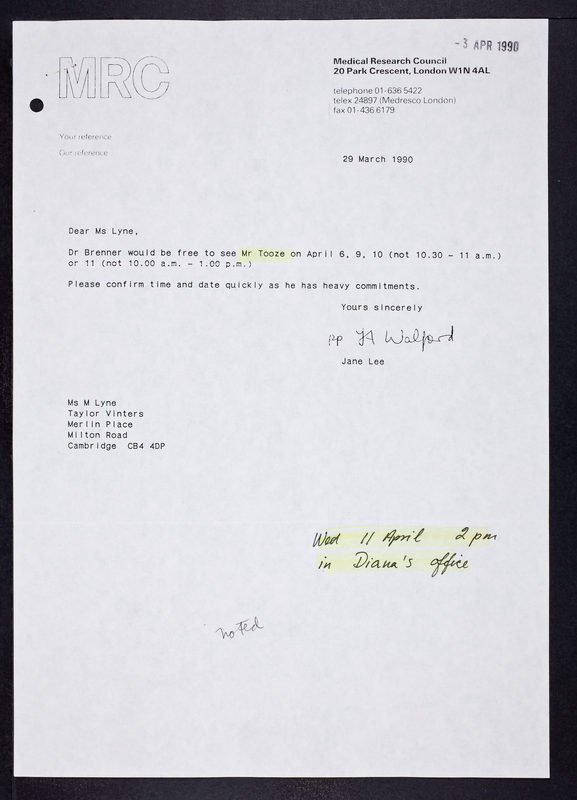 -3 APR 1990
MRC
Medical Research Council
20 Park Crescent, London W1N 4AL
telephone 01-636 5422
telex 24897 (Medresco London)
fax 01-436 6179
Your reference
Our reference
29 March 1990
Dear Ms Lyne,
Dr Brenner would be free to see Mr Tooze on April 6, 9, 10 (not 10.30 - 11 a.m.)
or 11 (not 10.00 a.m. - 1.00 p.m.)
Please confirm time and date quickly as he has heavy commitments.
Yours sincerely
pp JA Walford
Jane Lee
Ms M Lyne
Taylor Vinters
Merlin Place
Milton Road
Cambridge CB4 4DP
Wed 11 April 2 pm
in Diana's office
noted